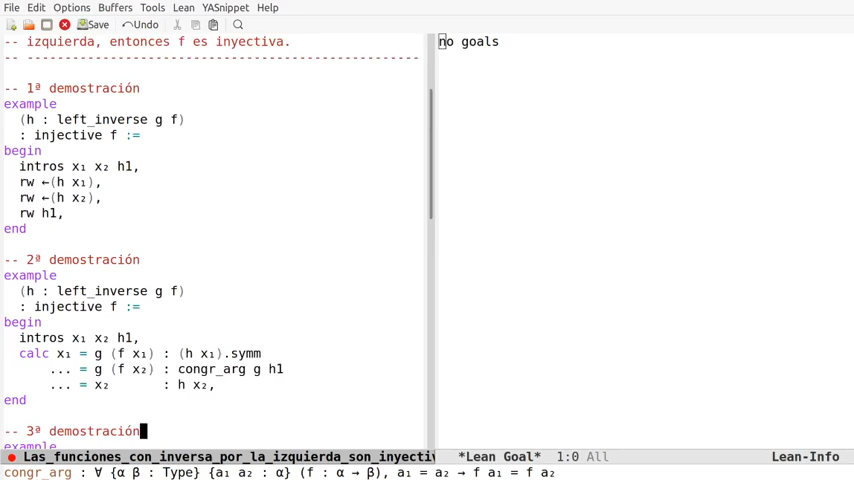 File Edit Options Buffers Tools Lean YASnippet Help
Save Undo
-- izquierda, entonces f es inyectiva.
-- ----------------------------------------------------
-- 1ª demostración
example
(h : left_inverse g f)
: injective f :=
begin
intros x₁ x₂ h1,
rw ←(h x₁),
rw ←(h x₂),
rw h1,
end
-- 2ª demostración
example
(h : left_inverse g f)
: injective f :=
begin
intros x₁ x₂ h1,
calc x₁ = g (f x₁) : (h x₁).symm
... = g (f x₂) : congr_arg g h1
... = x₂ : h x₂,
end
-- 3ª demostración
example
Las_funciones_con_inversa_por_la_izquierda_son_inyectiv
no goals
*Lean Goal* 1:0 All Lean-Info
congr_arg : ∀ {α β : Type} {a₁ a₂ : α} (f : α → β), a₁ = a₂ → f a₁ = f a₂